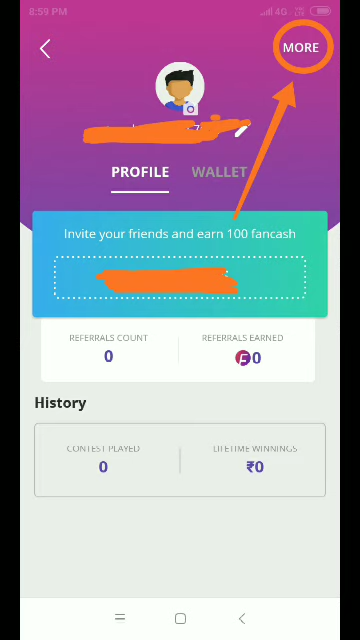 8:59 PM 4G
MORE
PROFILE WALLET
Invite your friends and earn 100 fancash
REFERRALS COUNT REFERRALS EARNED
0 F 0
History
CONTEST PLAYED LIFETIME WINNINGS
0 ₹0